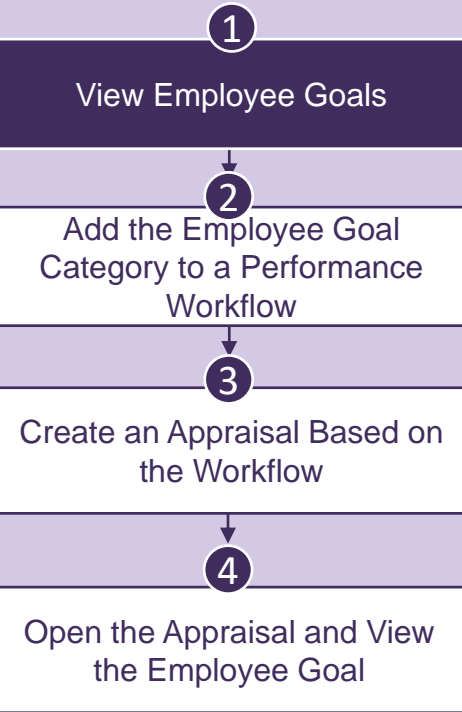 1
View Employee Goals
2
Add the Employee Goal
Category to a Performance
Workflow
3
Create an Appraisal Based on
the Workflow
4
Open the Appraisal and View
the Employee Goal